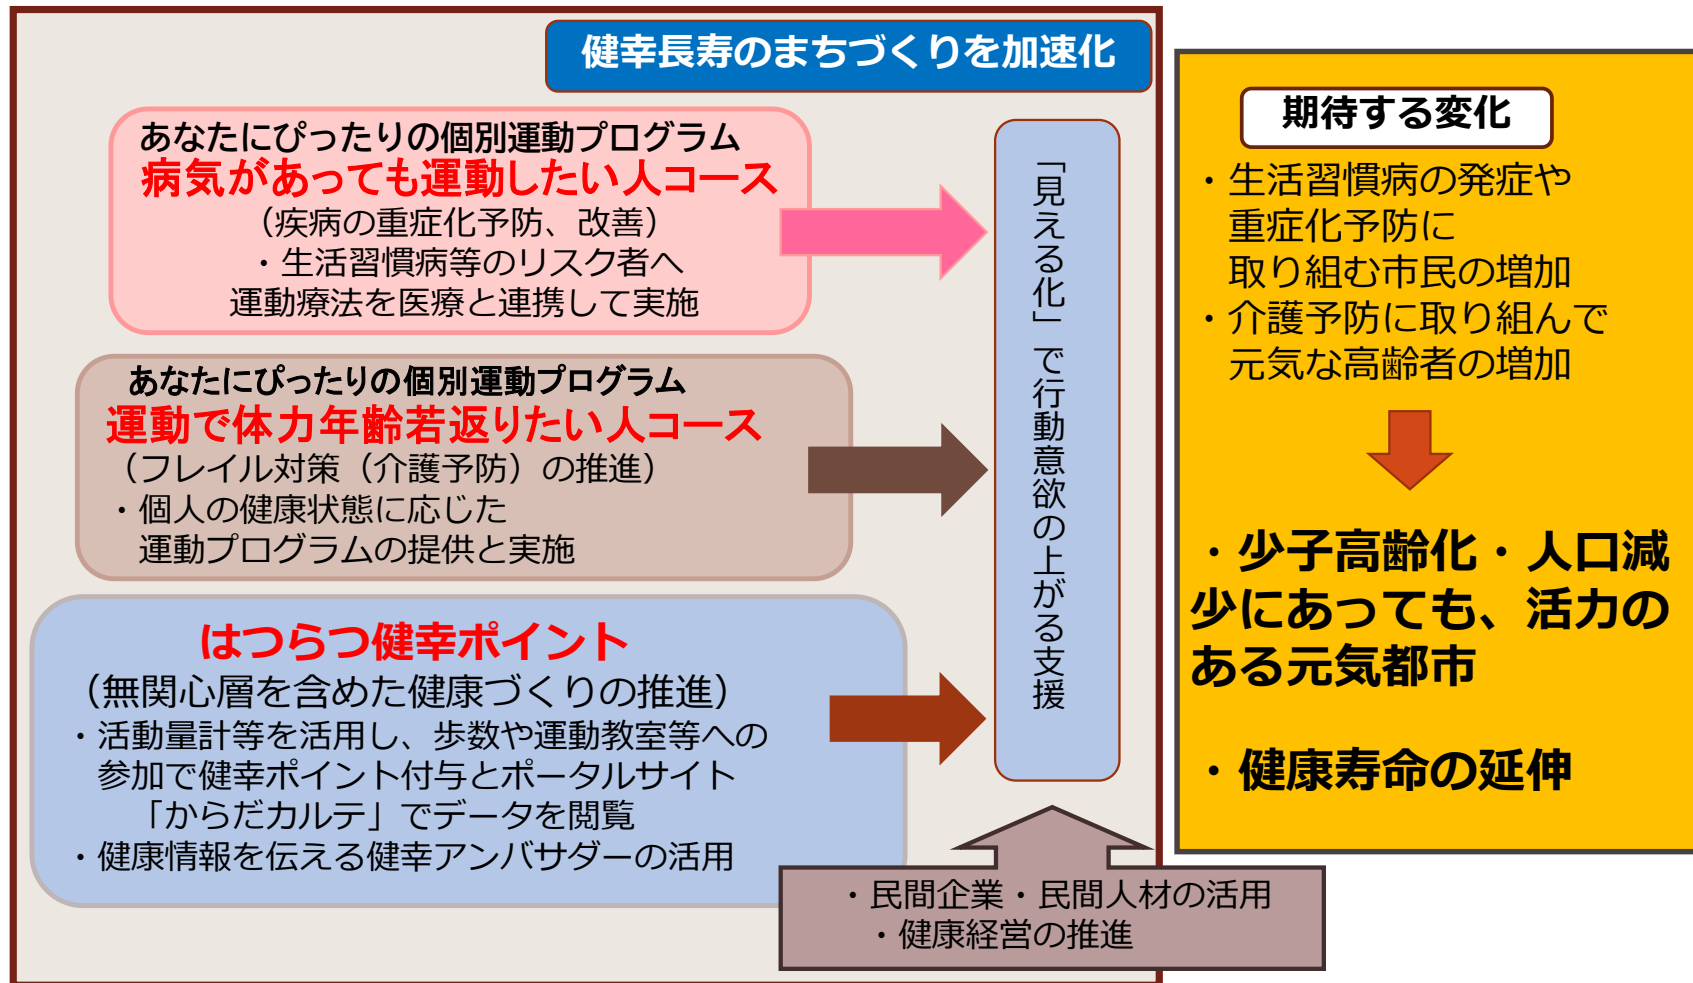 健幸長寿のまちづくりを加速化
あなたにぴったりの個別運動プログラム
病気があっても運動したい人コース
（疾病の重症化予防、改善）
・生活習慣病等のリスク者へ
運動療法を医療と連携して実施
あなたにぴったりの個別運動プログラム
運動で体力年齢若返りたい人コース
（フレイル対策（介護予防）の推進）
・個人の健康状態に応じた
運動プログラムの提供と実施
はつらつ健幸ポイント
（無関心層を含めた健康づくりの推進）
・活動量計等を活用し、歩数や運動教室等への
参加で健幸ポイント付与とポータルサイト
「からだカルテ」でデータを閲覧
・健康情報を伝える健幸アンバサダーの活用
「見える化」で行動意欲の上がる支援
・民間企業・民間人材の活用
・健康経営の推進
期待する変化
・生活習慣病の発症や
重症化予防に
取り組む市民の増加
・介護予防に取り組んで
元気な高齢者の増加
・少子高齢化・人口減
少にあっても、活力の
ある元気都市
・健康寿命の延伸